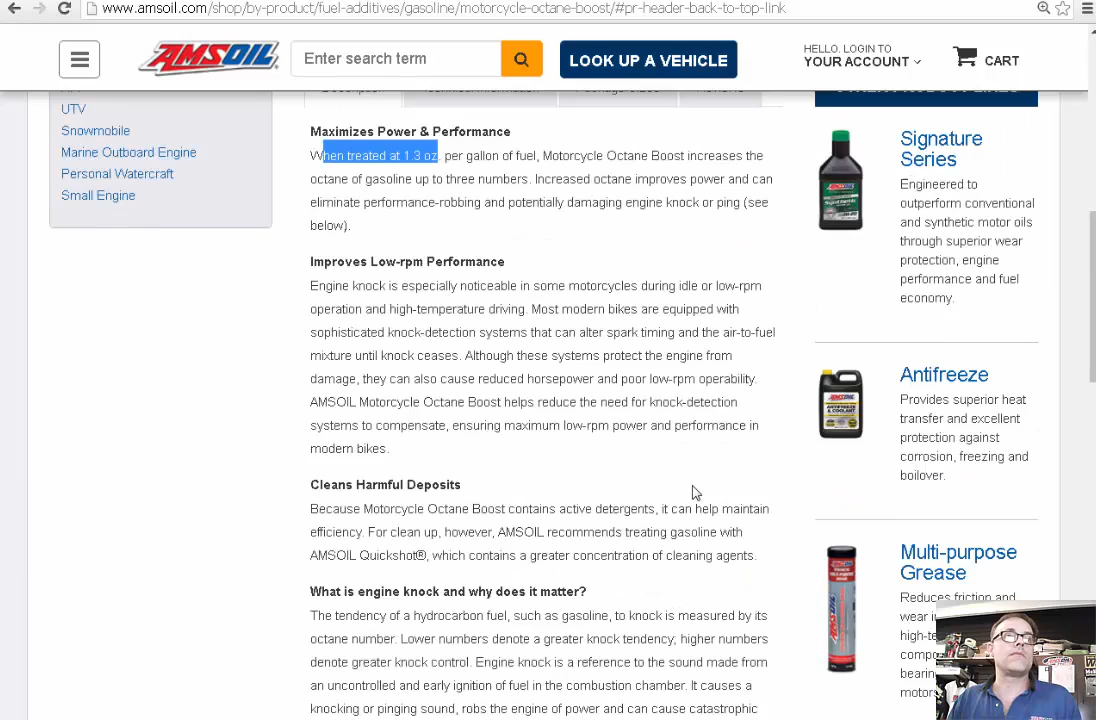 www.amsoil.com/shop/by-product/fuel-additives/gasoline/motorcycle-octane-boost/#pr-header-back-to-top-link
AMSOIL
Enter search term
LOOK UP A VEHICLE
HELLO, LOGIN TO
YOUR ACCOUNT
CART
UTV
Snowmobile
Marine Outboard Engine
Personal Watercraft
Small Engine
Maximizes Power & Performance
When treated at 1.3 oz. per gallon of fuel, Motorcycle Octane Boost increases the
octane of gasoline up to three numbers. Increased octane improves power and can
eliminate performance-robbing and potentially damaging engine knock or ping (see
below).
Improves Low-rpm Performance
Engine knock is especially noticeable in some motorcycles during idle or low-rpm
operation and high-temperature driving. Most modern bikes are equipped with
sophisticated knock-detection systems that can alter spark timing and the air-to-fuel
mixture until knock ceases. Although these systems protect the engine from
damage, they can also cause reduced horsepower and poor low-rpm operability.
AMSOIL Motorcycle Octane Boost helps reduce the need for knock-detection
systems to compensate, ensuring maximum low-rpm power and performance in
modern bikes.
Cleans Harmful Deposits
Because Motorcycle Octane Boost contains active detergents, it can help maintain
efficiency. For clean up, however, AMSOIL recommends treating gasoline with
AMSOIL Quickshot®, which contains a greater concentration of cleaning agents.
What is engine knock and why does it matter?
The tendency of a hydrocarbon fuel, such as gasoline, to knock is measured by its
octane number. Lower numbers denote a greater knock tendency; higher numbers
denote greater knock control. Engine knock is a reference to the sound made from
an uncontrolled and early ignition of fuel in the combustion chamber. It causes a
knocking or pinging sound, robs the engine of power and can cause catastrophic
Signature
Series
Engineered to
outperform conventional
and synthetic motor oils
through superior wear
protection, engine
performance and fuel
economy.
Antifreeze
Provides superior heat
transfer and excellent
protection against
corrosion, freezing and
boilover.
Multi-purpose
Grease
Reduces friction and
wear